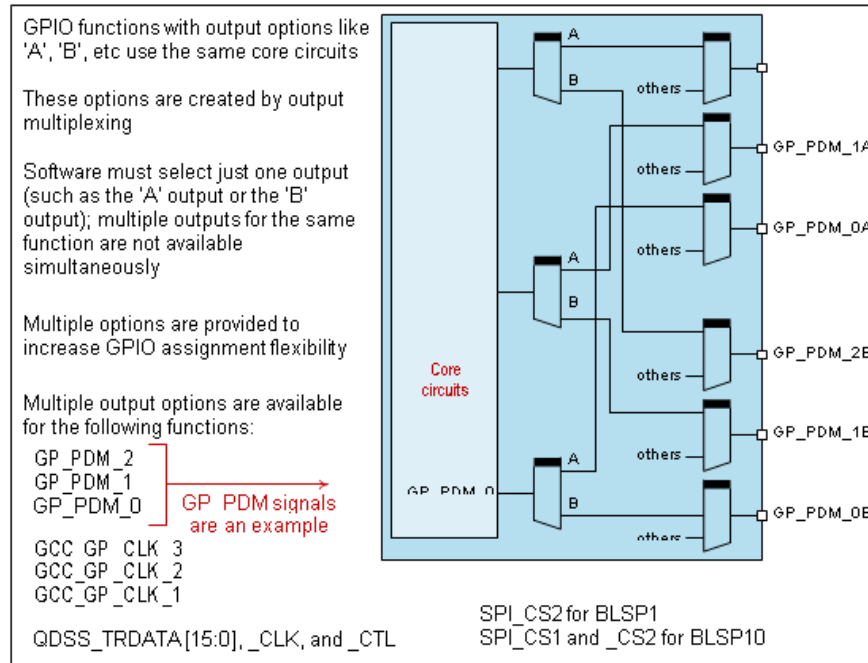 GPIO functions with output options like
'A', 'B', etc use the same core circuits
These options are created by output
multiplexing
Software must select just one output
(such as the 'A' output or the 'B'
output); multiple outputs for the same
function are not available
simultaneously
Multiple options are provided to
increase GPIO assignment flexibility
Multiple output options are available
for the following functions:
GP_PDM_2
GP_PDM_1
GP_PDM_0
GP_PDM signals
are an example
GCC_GP_CLK_3
GCC_GP_CLK_2
GCC_GP_CLK_1
QDSS_TRDATA[15:0], _CLK, and _CTL
Core
circuits
GP_PDM_0
A
B
A
B
A
B
others
others
others
others
others
others
GP_PDM_1A
GP_PDM_0A
GP_PDM_2B
GP_PDM_1B
GP_PDM_0B
SPI_CS2 for BLSP1
SPI_CS1 and _CS2 for BLSP10